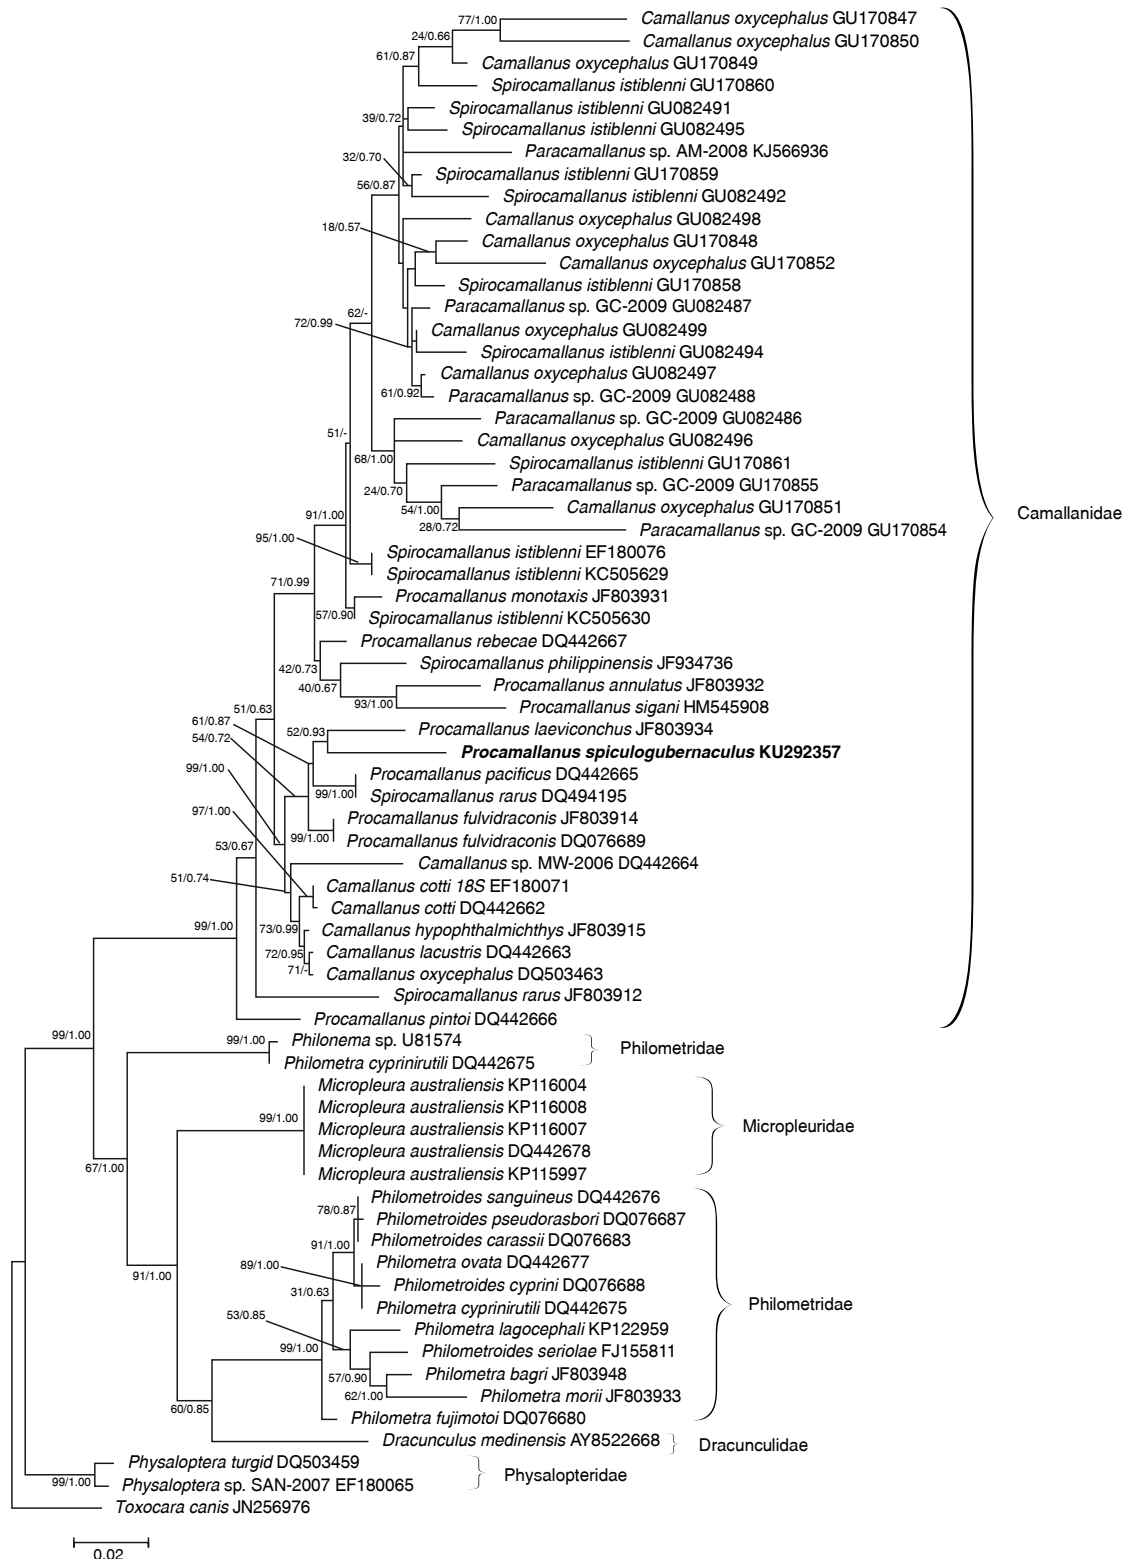 77/1.00
Camallanus oxycephalus GU170847
24/0.66
Camallanus oxycephalus GU170850
61/0.87
Camallanus oxycephalus GU170849
Spirocamallanus istiblenni GU170860
Spirocamallanus istiblenni GU082491
39/0.72
Spirocamallanus istiblenni GU082495
Paracamallanus sp. AM-2008 KJ566936
32/0.70
Spirocamallanus istiblenni GU170859
56/0.87
Spirocamallanus istiblenni GU082492
Camallanus oxycephalus GU082498
18/0.57
Camallanus oxycephalus GU170848
Camallanus oxycephalus GU170852
Spirocamallanus istiblenni GU170858
Paracamallanus sp. GC-2009 GU082487
62/-
72/0.99
Camallanus oxycephalus GU082499
Spirocamallanus istiblenni GU082494
Camallanus oxycephalus GU082497
61/0.92
Paracamallanus sp. GC-2009 GU082488
Paracamallanus sp. GC-2009 GU082486
51/-
Camallanus oxycephalus GU082496
68/1.00
Spirocamallanus istiblenni GU170861
24/0.70
Paracamallanus sp. GC-2009 GU170855
54/1.00
Camallanus oxycephalus GU170851
28/0.72
Paracamallanus sp. GC-2009 GU170854
Camallanidae
91/1.00
95/1.00
Spirocamallanus istiblenni EF180076
Spirocamallanus istiblenni KC505629
71/0.99
Procamallanus monotaxis JF803931
57/0.90
Spirocamallanus istiblenni KC505630
Procamallanus rebecae DQ442667
42/0.73
Spirocamallanus philippinensis JF934736
40/0.67
Procamallanus annulatus JF803932
93/1.00
Procamallanus sigani HM545908
51/0.63
61/0.87
52/0.93
Procamallanus laeviconchus JF803934
54/0.72
Procamallanus spiculogubernaculus KU292357
99/1.00
Procamallanus pacificus DQ442665
99/1.00
Spirocamallanus rarus DQ494195
97/1.00
Procamallanus fulvidraconis JF803914
99/1.00
Procamallanus fulvidraconis DQ076689
53/0.67
Camallanus sp. MW-2006 DQ442664
51/0.74
Camallanus cotti 18S EF180071
Camallanus cotti DQ442662
99/1.00
73/0.99
Camallanus hypophthalmichthys JF803915
72/0.95
Camallanus lacustris DQ442663
71/-
Camallanus oxycephalus DQ503463
Spirocamallanus rarus JF803912
Procamallanus pintoi DQ442666
99/1.00
99/1.00
Philonema sp. U81574
Philometridae
Philometra cyprinirutili DQ442675
Micropleura australiensis KP116004
Micropleura australiensis KP116008
99/1.00
Micropleura australiensis KP116007
Micropleuridae
Micropleura australiensis DQ442678
67/1.00
Micropleura australiensis KP115997
Philometroides sanguineus DQ442676
78/0.87
Philometroides pseudorasbori DQ076687
Philometroides carassii DQ076683
91/1.00
Philometra ovata DQ442677
89/1.00
91/1.00
Philometroides cyprini DQ076688
31/0.63
Philometra cyprinirutili DQ442675
Philometridae
53/0.85
Philometra lagocephali KP122959
99/1.00
Philometroides seriolae FJ155811
57/0.90
Philometra bagri JF803948
62/1.00
Philometra morii JF803933
60/0.85
Philometra fujimotoi DQ076680
Dracunculus medinensis AY8522668
Dracunculidae
Physaloptera turgid DQ503459
Physalopteridae
99/1.00
Physaloptera sp. SAN-2007 EF180065
Toxocara canis JN256976
0.02